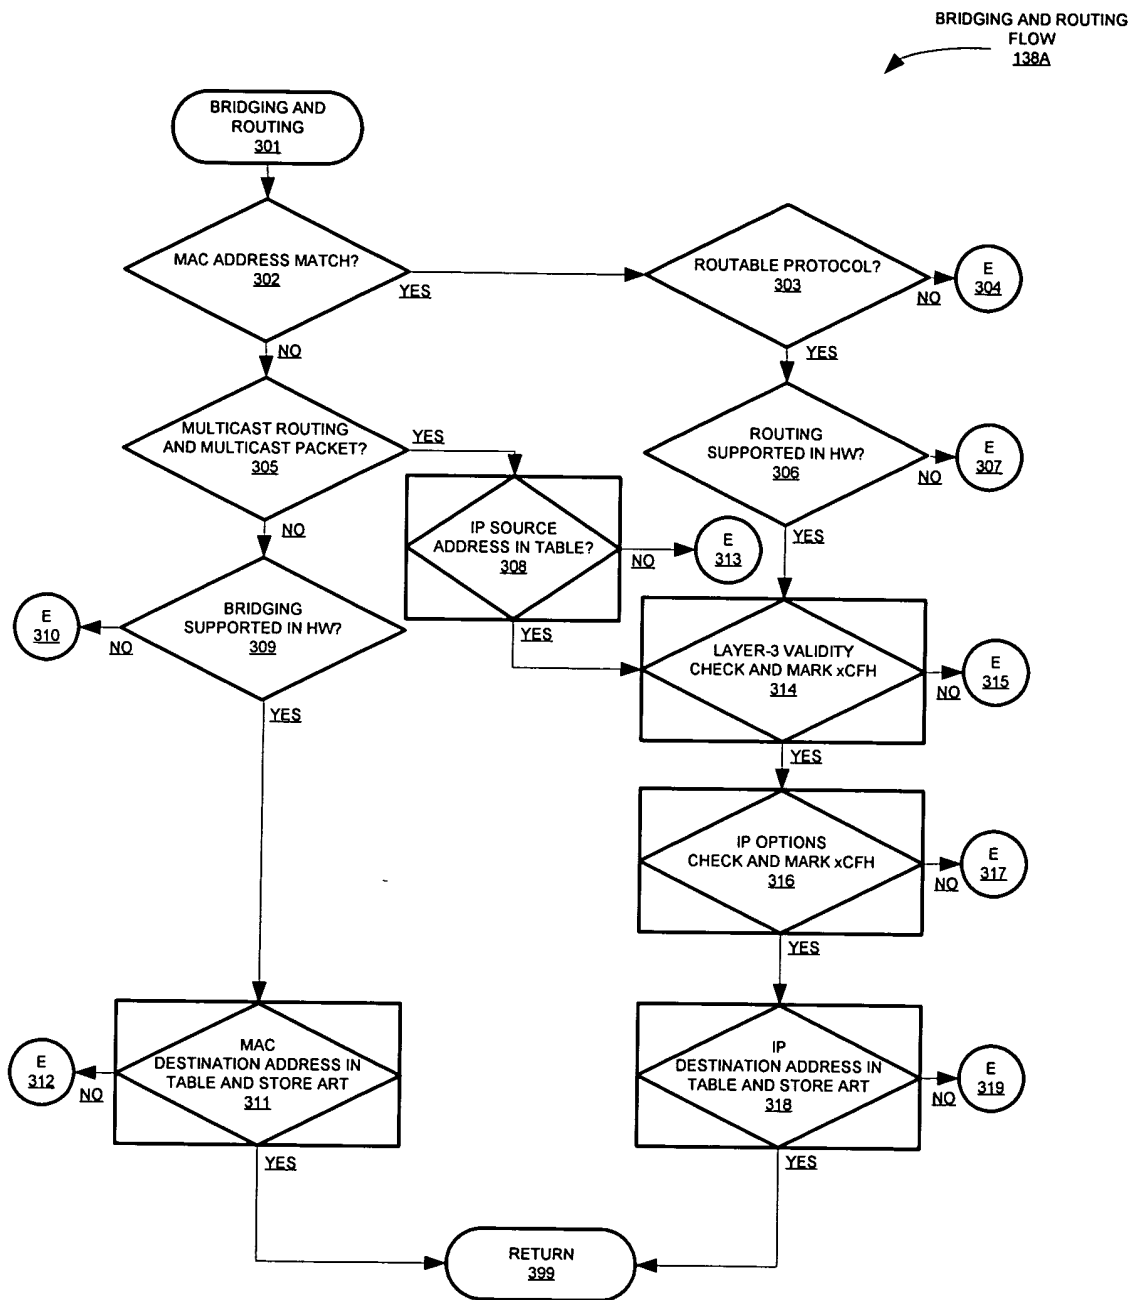 BRIDGING AND ROUTING
FLOW
138A
BRIDGING AND
ROUTING
301
MAC ADDRESS MATCH?
302
YES
NO
ROUTABLE PROTOCOL?
303
NO
E
304
YES
MULTICAST ROUTING
AND MULTICAST PACKET?
305
YES
NO
ROUTING
SUPPORTED IN HW?
306
NO
E
307
YES
IP SOURCE
ADDRESS IN TABLE?
308
NO
E
313
YES
BRIDGING
SUPPORTED IN HW?
309
NO
E
310
YES
LAYER-3 VALIDITY
CHECK AND MARK xCFH
314
NO
E
315
YES
IP OPTIONS
CHECK AND MARK xCFH
316
NO
E
317
YES
MAC
DESTINATION ADDRESS IN
TABLE AND STORE ART
311
NO
E
312
YES
IP
DESTINATION ADDRESS IN
TABLE AND STORE ART
318
NO
E
319
YES
RETURN
399